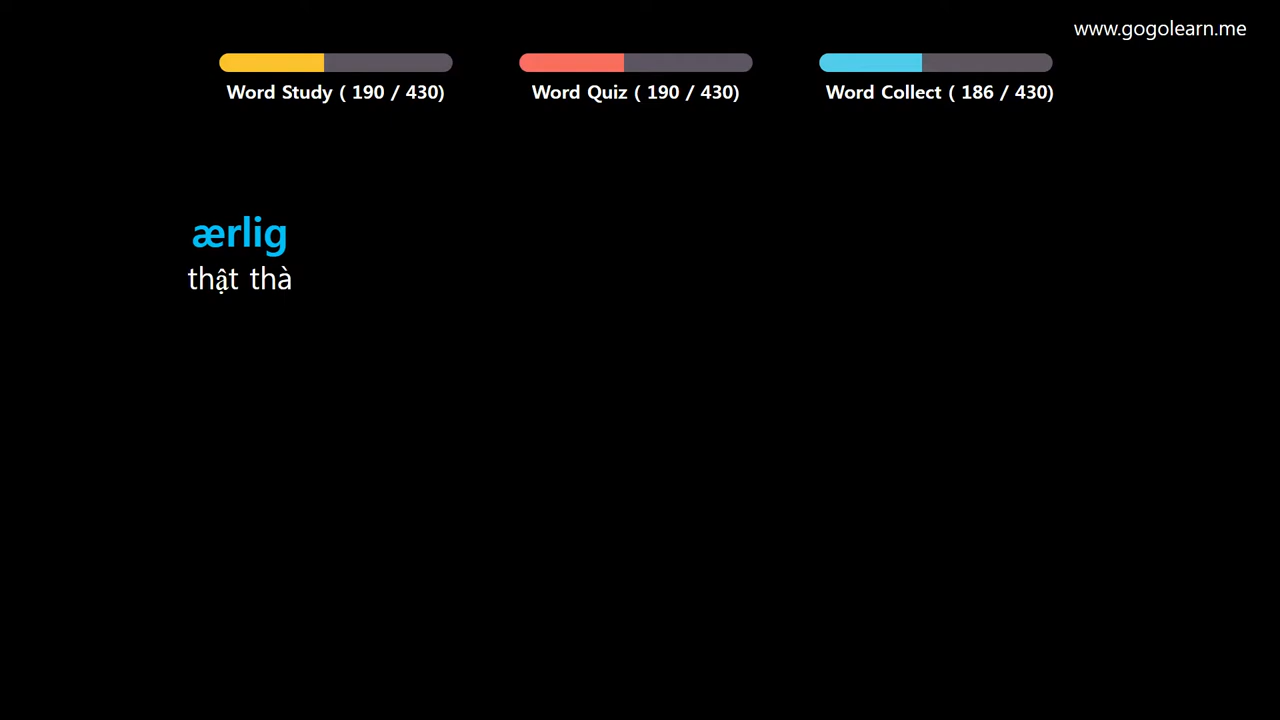 www.gogolearn.me
Word Study ( 190 / 430)
Word Quiz ( 190 / 430)
Word Collect ( 186 / 430)
ærlig
thật thà